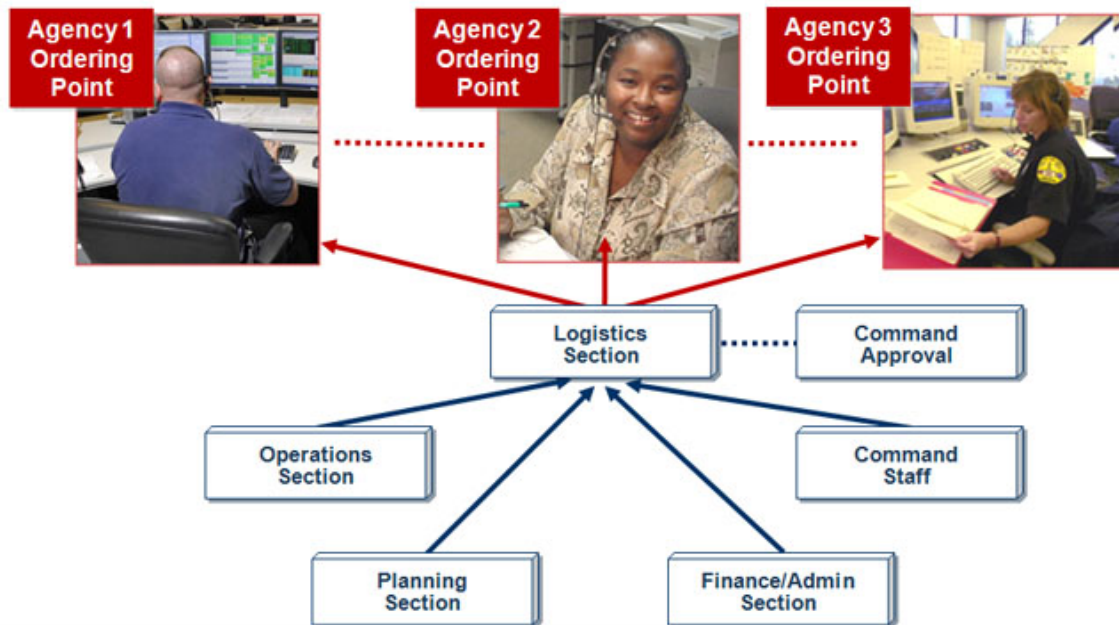 Agency 1
Ordering
Point
Agency 2
Ordering
Point
Agency 3
Ordering
Point
Logistics
Section
Command
Approval
Operations
Section
Command
Staff
Planning
Section
Finance/Admin
Section